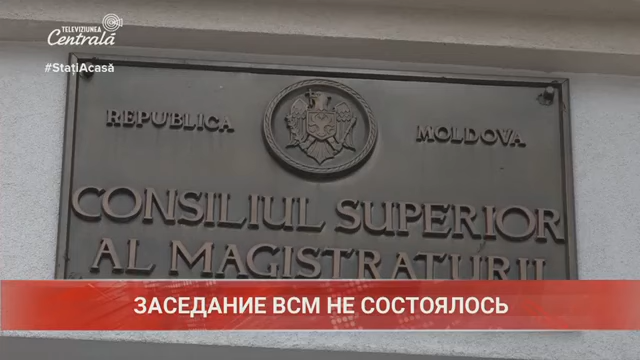 TELEVIZIUNEA
Centrală
#StațiAcasă
REPUBLICA MOLDOVA
CONSILIUL SUPERIOR
AL MAGISTRATURII
ЗАСЕДАНИЕ ВСМ НЕ СОСТОЯЛОСЬ